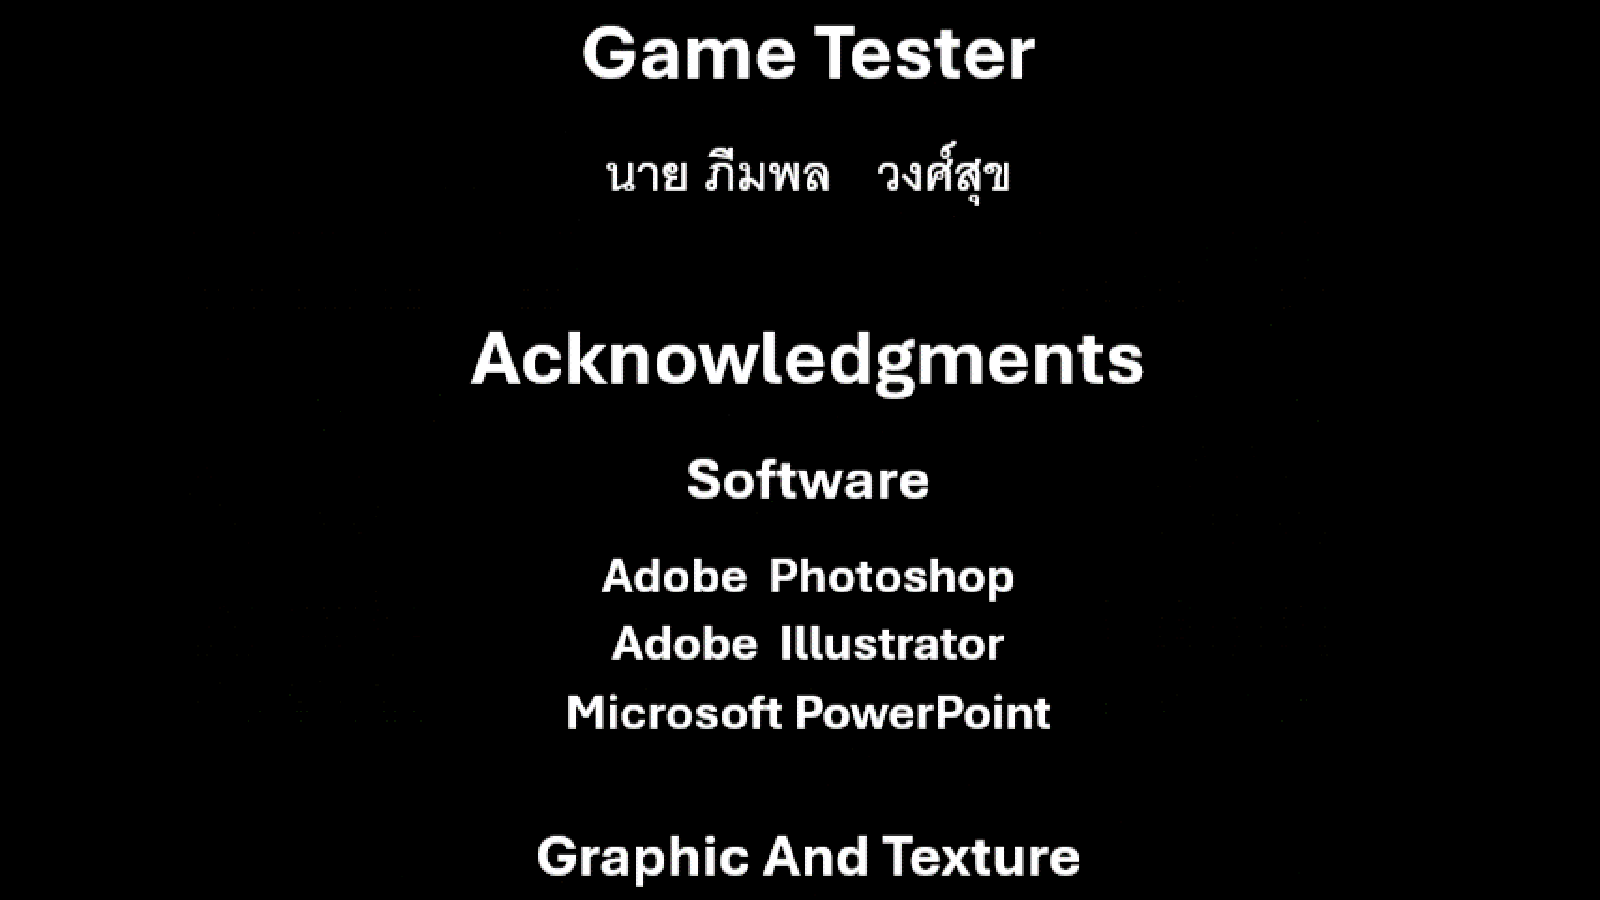 Game Tester
นาย ภีมพล วงศ์สุข
Acknowledgments
Software
Adobe Photoshop
Adobe Illustrator
Microsoft PowerPoint
Graphic And Texture